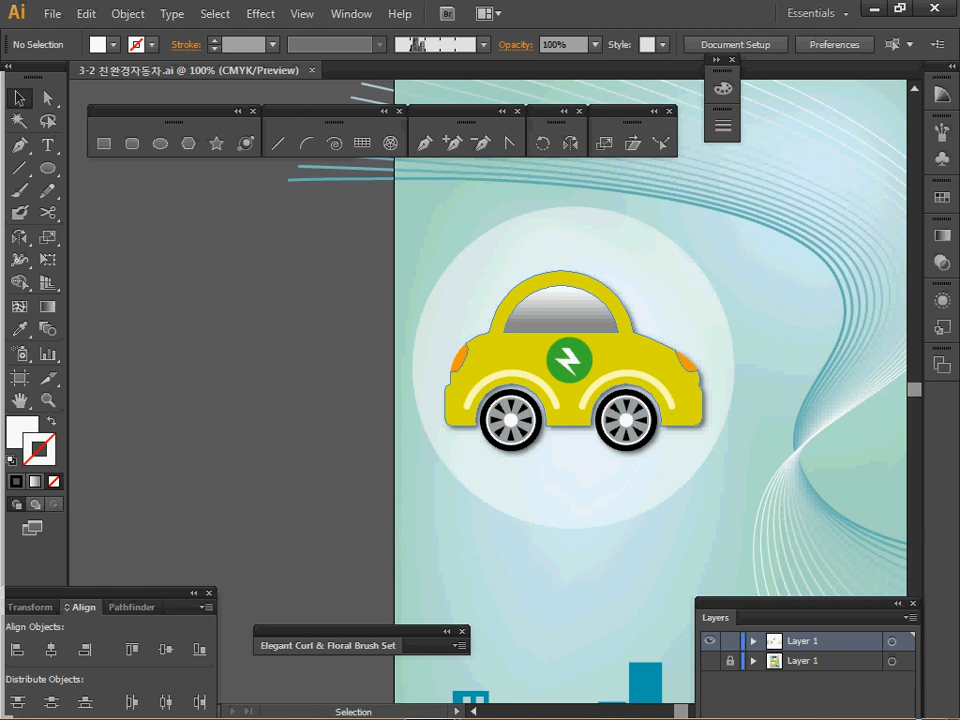 Ai File Edit Object Type Select Effect View Window Help Br Essentials
No Selection Stroke: Opacity: 100% Style: Document Setup Preferences
3-2 친환경자동차.ai @ 100% (CMYK/Preview)
Transform Align Pathfinder
Align Objects:
Distribute Objects:
Elegant Curl & Floral Brush Set
Layers
Layer 1
Layer 1
Selection